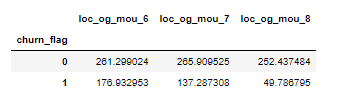 loc_og_mou_6 loc_og_mou_7 loc_og_mou_8
churn_flag
0 261.299024 265.909525 252.437484
1 176.932953 137.287308 49.786795